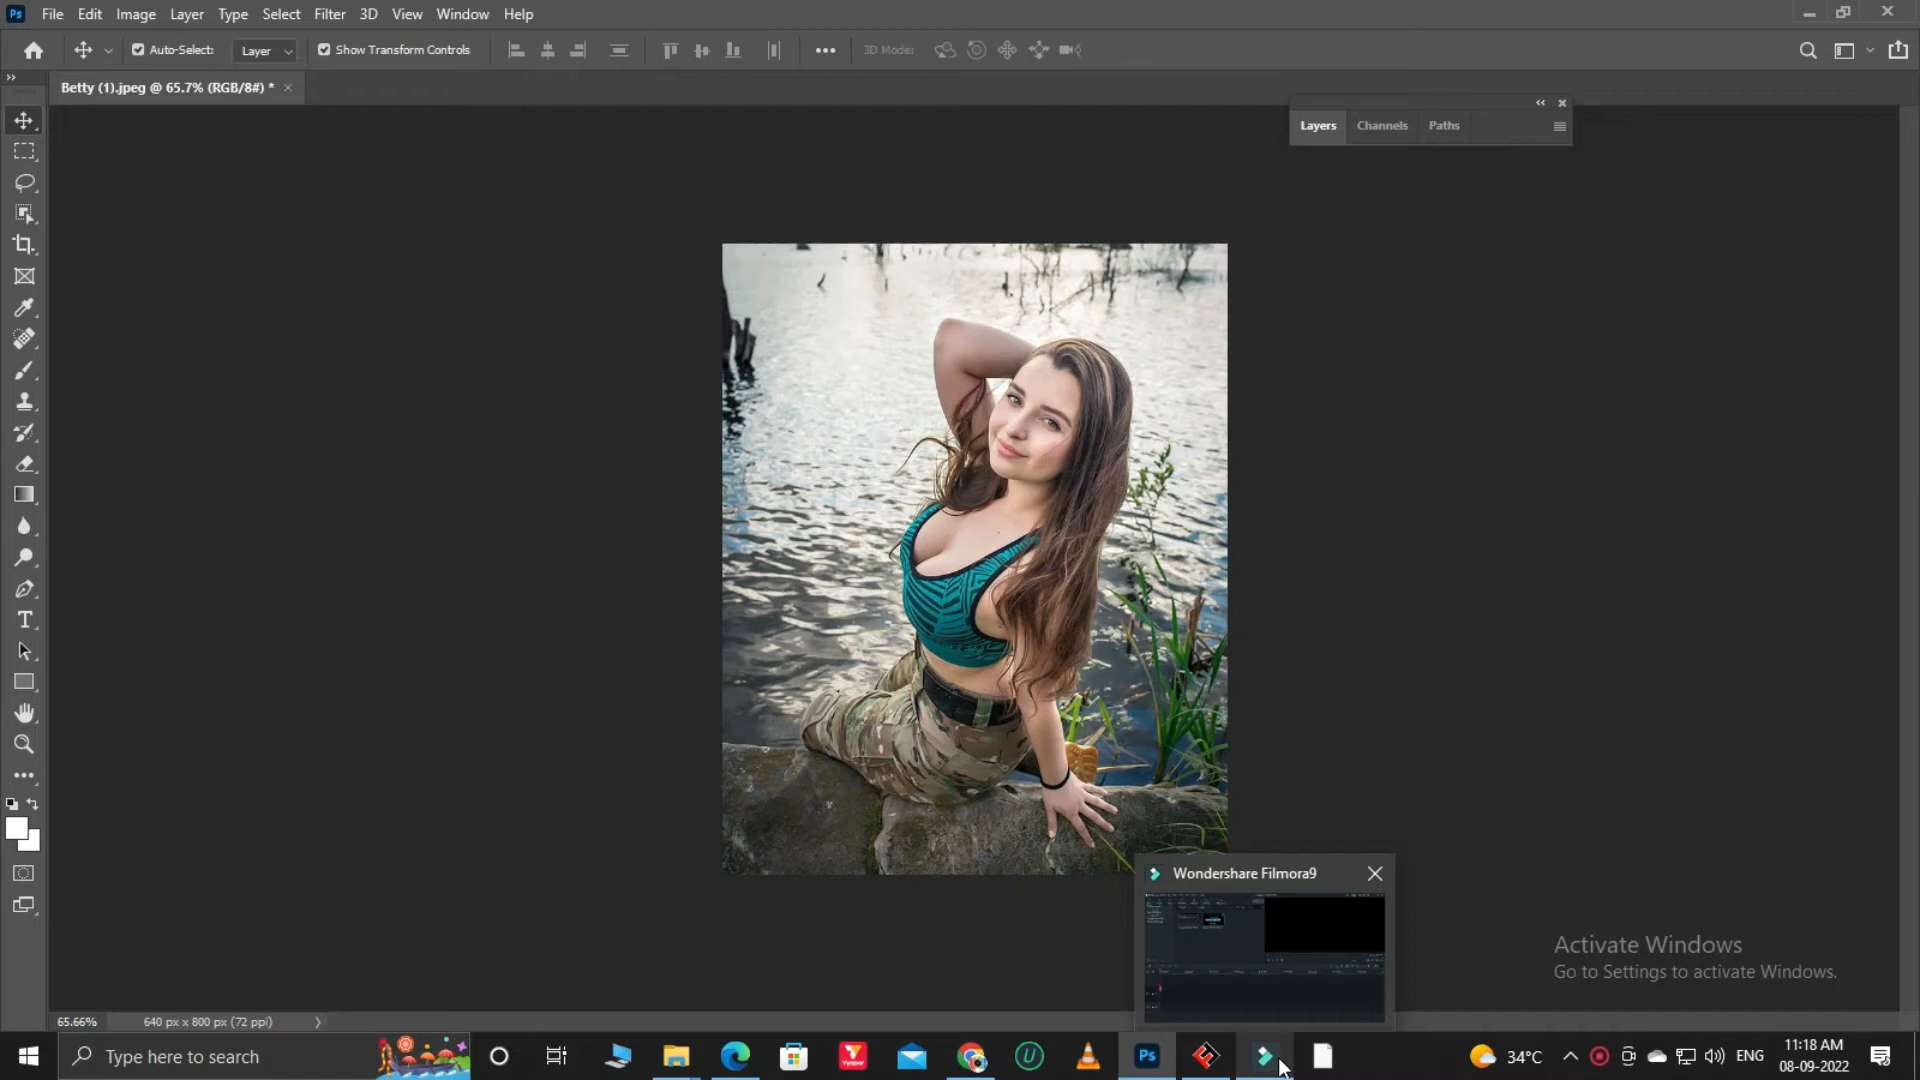 Ps File Edit Image Layer Type Select Filter 3D View Window Help
Auto-Select: Layer Show Transform Controls 3D Mode:
Betty (1).jpeg @ 65.7% (RGB/8#) *
Layers Channels Paths
Wondershare Filmora9
Activate Windows
Go to Settings to activate Windows.
65.66% 640 px x 800 px (72 ppi)
Type here to search
Ps
34°C
ENG
11:18 AM
08-09-2022